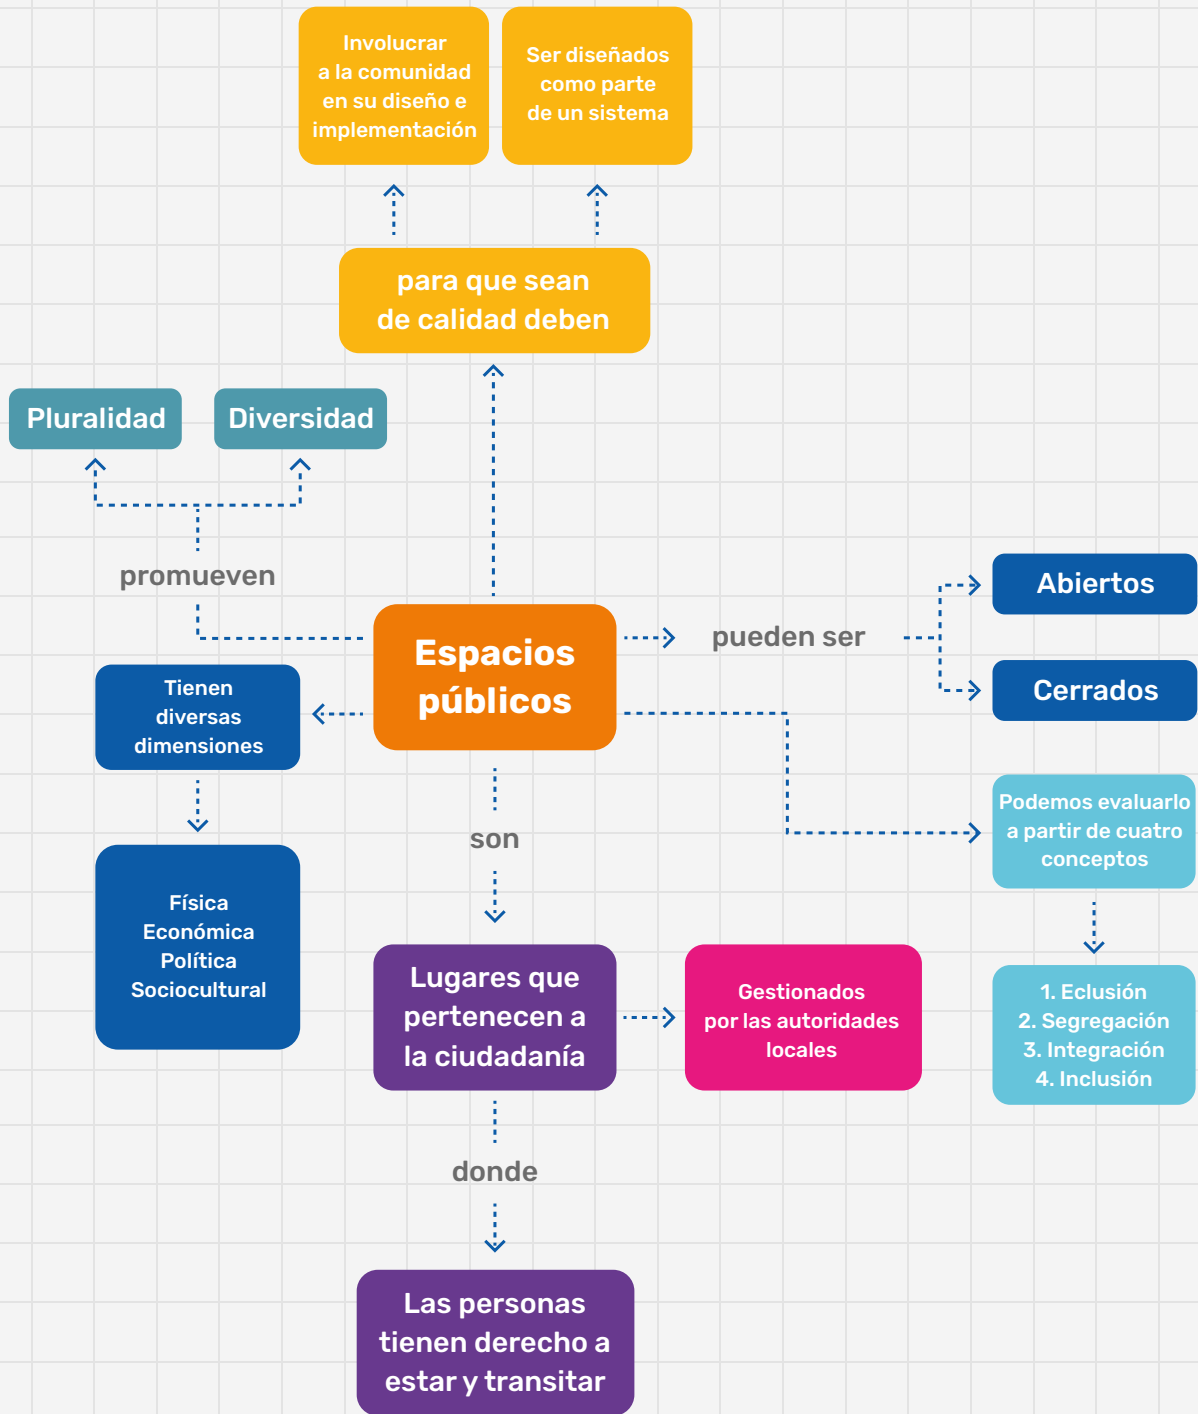 Involucrar
a la comunidad
en su diseño e
implementación
Ser diseñados
como parte
de un sistema
para que sean
de calidad deben
Pluralidad
Diversidad
promueven
Espacios
públicos
pueden ser
Abiertos
Cerrados
Tienen
diversas
dimensiones
Física
Económica
Política
Sociocultural
son
Podemos evaluarlo
a partir de cuatro
conceptos
Lugares que
pertenecen a
la ciudadanía
Gestionados
por las autoridades
locales
1. Eclusión
2. Segregación
3. Integración
4. Inclusión
donde
Las personas
tienen derecho a
estar y transitar